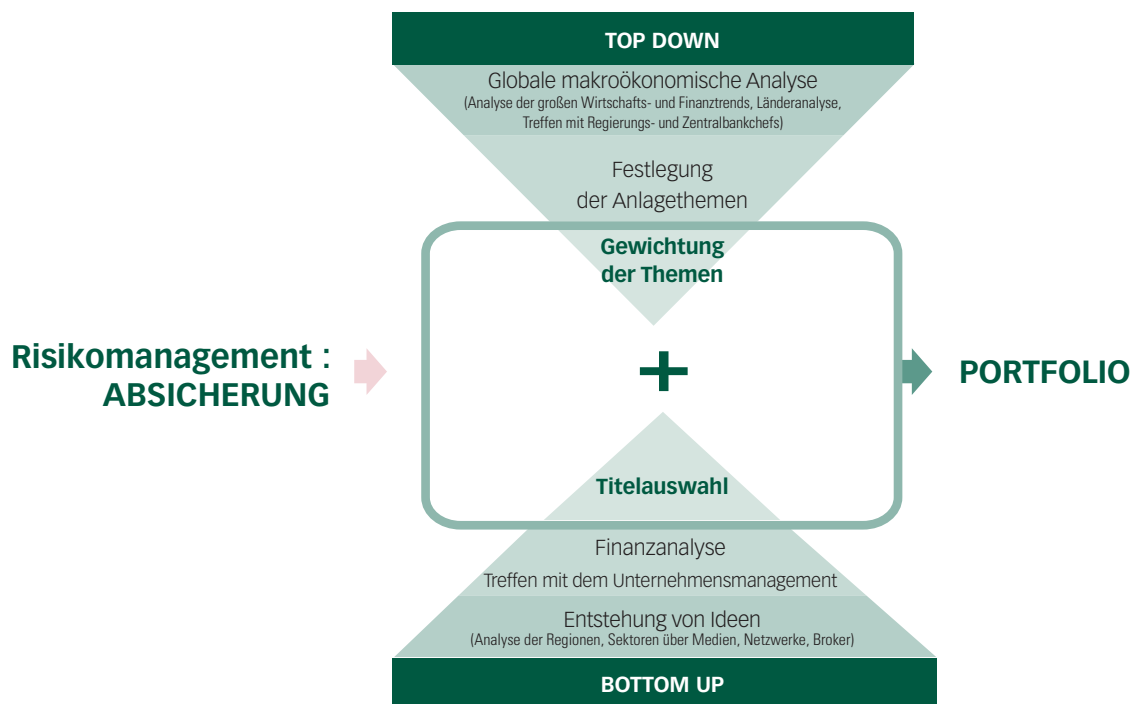 TOP DOWN
Globale makroökonomische Analyse
(Analyse der großen Wirtschafts- und Finanztrends, Länderanalyse,
Treffen mit Regierungs- und Zentralbankchefs)
Festlegung
der Anlagethemen
Gewichtung
der Themen
Risikomanagement :
ABSICHERUNG
+
PORTFOLIO
Titelauswahl
Finanzanalyse
Treffen mit dem Unternehmensmanagement
Entstehung von Ideen
(Analyse der Regionen, Sektoren über Medien, Netzwerke, Broker)
BOTTOM UP